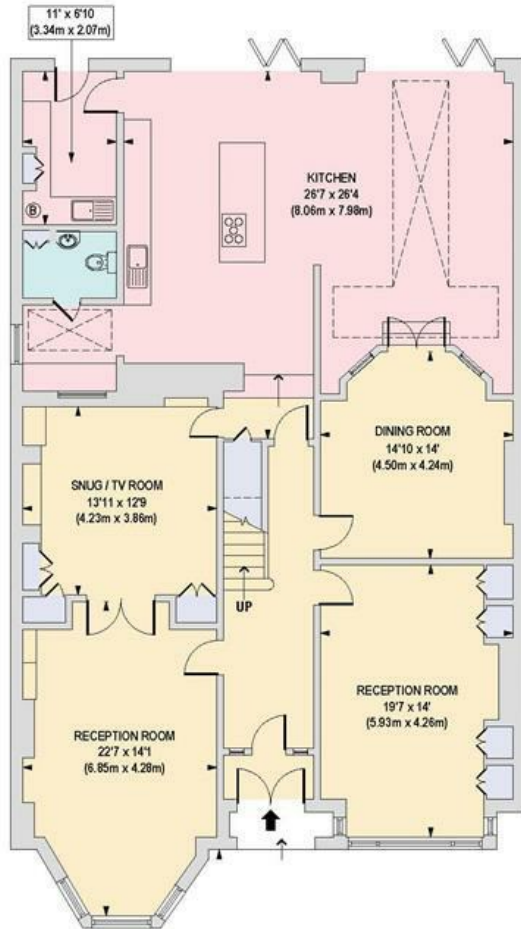 11' x 6'10
(3.34m x 2.07m)
KITCHEN
26'7 x 26'4
(8.06m x 7.98m)
B
DINING ROOM
14'10 x 14'
(4.50m x 4.24m)
SNUG / TV ROOM
13'11 x 12'9
(4.23m x 3.86m)
UP
RECEPTION ROOM
19'7 x 14'
(5.93m x 4.26m)
RECEPTION ROOM
22'7 x 14'1
(6.85m x 4.28m)